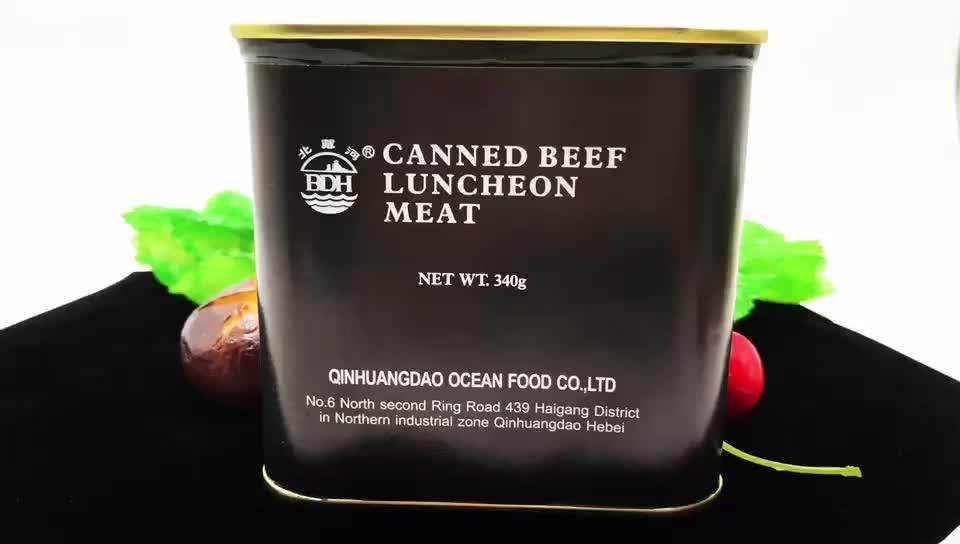 北戴河®
BDH
CANNED BEEF
LUNCHEON
MEAT
NET WT. 340g
QINHUANGDAO OCEAN FOOD CO.,LTD
No.6 North second Ring Road 439 Haigang District
in Northern industrial zone Qinhuangdao Hebei